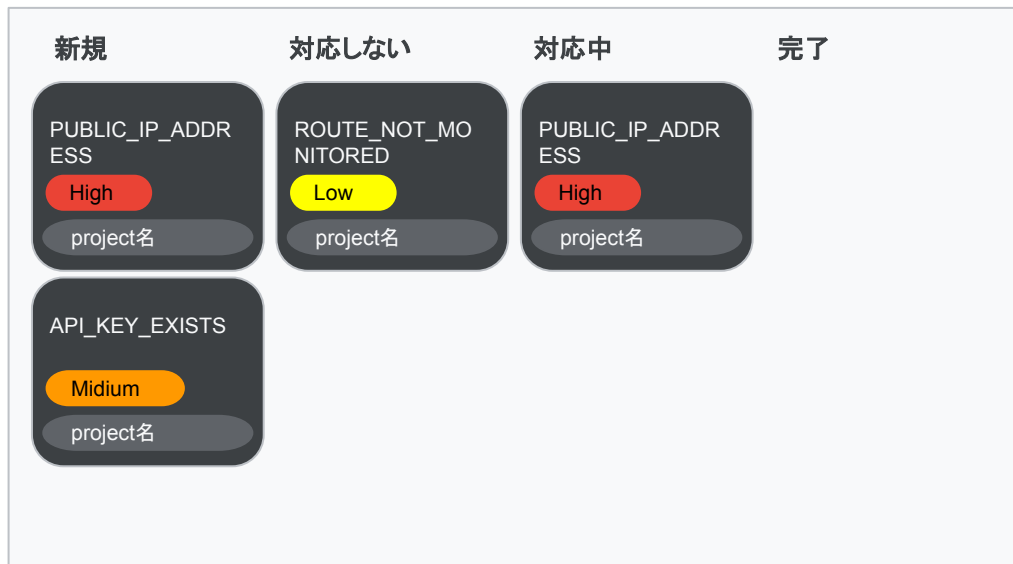 新規
対応しない
対応中
完了
PUBLIC_IP_ADDR
ESS
High
project名
ROUTE_NOT_MO
NITORED
Low
project名
PUBLIC_IP_ADDR
ESS
High
project名
API_KEY_EXISTS
Midium
project名